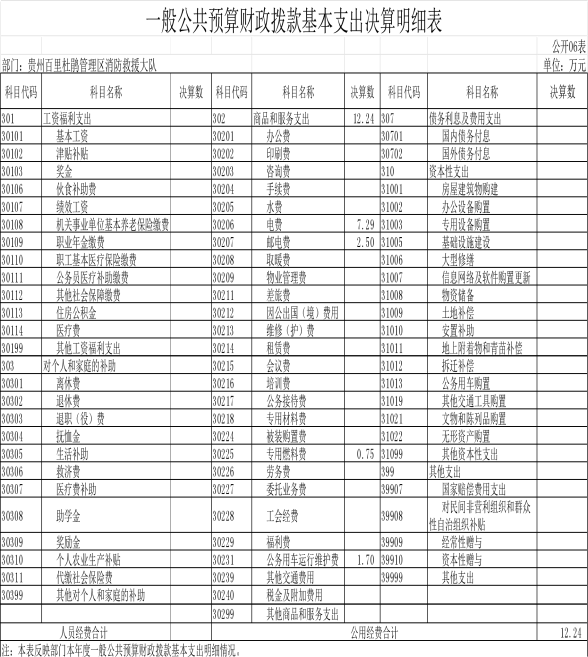 一般公共预算财政拨款基本支出决算明细表
公开06表
部门：贵州百里杜鹃管理区消防救援大队 单位：万元
科目代码 科目名称 决算数 科目代码 科目名称 决算数 科目代码 科目名称 决算数
301 工资福利支出 302 商品和服务支出 12.24 307 债务利息及费用支出
30101 基本工资 30201 办公费 30701 国内债务付息
30102 津贴补贴 30202 印刷费 30702 国外债务付息
30103 奖金 30203 咨询费 310 资本性支出
30106 伙食补助费 30204 手续费 31001 房屋建筑物购建
30107 绩效工资 30205 水费 31002 办公设备购置
30108 机关事业单位基本养老保险缴费 30206 电费 7.29 31003 专用设备购置
30109 职业年金缴费 30207 邮电费 2.50 31005 基础设施建设
30110 职工基本医疗保险缴费 30208 取暖费 31006 大型修缮
30111 公务员医疗补助缴费 30209 物业管理费 31007 信息网络及软件购置更新
30112 其他社会保障缴费 30211 差旅费 31008 物资储备
30113 住房公积金 30212 因公出国（境）费用 31009 土地补偿
30114 医疗费 30213 维修（护）费 31010 安置补助
30199 其他工资福利支出 30214 租赁费 31011 地上附着物和青苗补偿
303 对个人和家庭的补助 30215 会议费 31012 拆迁补偿
30301 离休费 30216 培训费 31013 公务用车购置
30302 退休费 30217 公务接待费 31019 其他交通工具购置
30303 退职（役）费 30218 专用材料费 31021 文物和陈列品购置
30304 抚恤金 30224 被装购置费 31022 无形资产购置
30305 生活补助 30225 专用燃料费 0.75 31099 其他资本性支出
30306 救济费 30226 劳务费 399 其他支出
30307 医疗费补助 30227 委托业务费 39907 国家赔偿费用支出
30308 助学金 30228 工会经费 39908 对民间非营利组织和群众
性自治组织补贴
30309 奖励金 30229 福利费 39909 经常性赠与
30310 个人农业生产补贴 30231 公务用车运行维护费 1.70 39910 资本性赠与
30311 代缴社会保险费 30239 其他交通费用 39999 其他支出
30399 其他对个人和家庭的补助 30240 税金及附加费用
30299 其他商品和服务支出
人员经费合计 公用经费合计 12.24
注：本表反映部门本年度一般公共预算财政拨款基本支出明细情况。